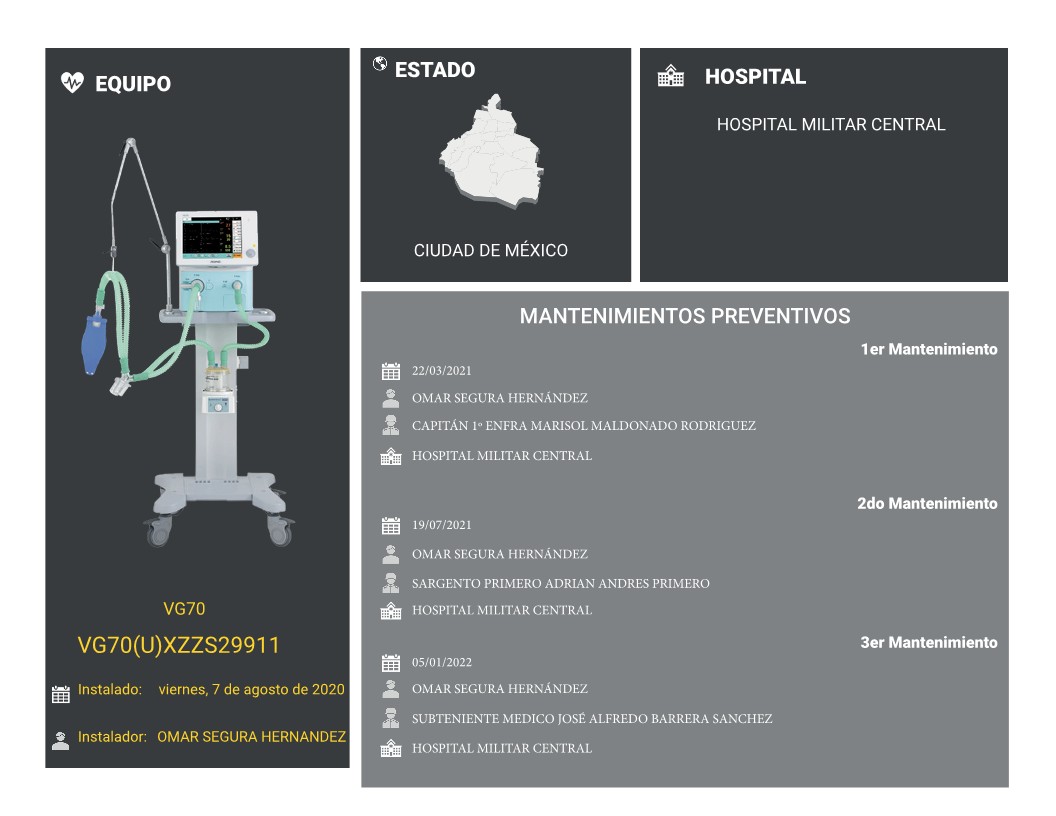 EQUIPO
VG70
VG70(U)XZZS29911
Instalado: viernes, 7 de agosto de 2020
Instalador: OMAR SEGURA HERNANDEZ
ESTADO
CIUDAD DE MÉXICO
HOSPITAL
HOSPITAL MILITAR CENTRAL
MANTENIMIENTOS PREVENTIVOS
1er Mantenimiento
22/03/2021
OMAR SEGURA HERNÁNDEZ
CAPITÁN 1º ENFRA MARISOL MALDONADO RODRIGUEZ
HOSPITAL MILITAR CENTRAL
2do Mantenimiento
19/07/2021
OMAR SEGURA HERNÁNDEZ
SARGENTO PRIMERO ADRIAN ANDRES PRIMERO
HOSPITAL MILITAR CENTRAL
3er Mantenimiento
05/01/2022
OMAR SEGURA HERNÁNDEZ
SUBTENIENTE MEDICO JOSÉ ALFREDO BARRERA SANCHEZ
HOSPITAL MILITAR CENTRAL